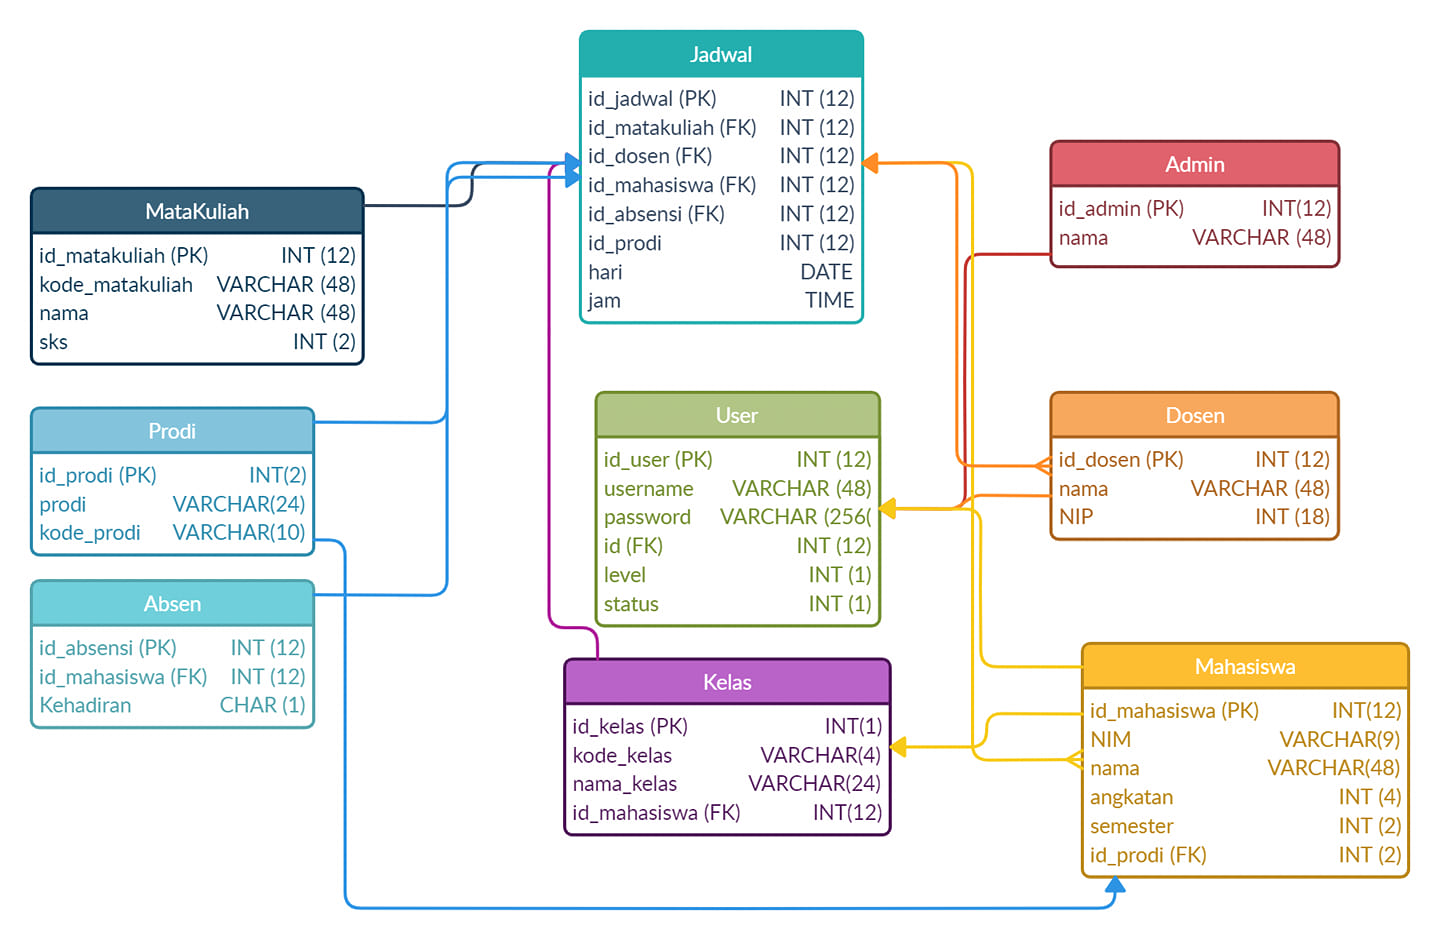 Jadwal
id_jadwal (PK) INT (12)
id_matakuliah (FK) INT (12)
id_dosen (FK) INT (12)
id_mahasiswa (FK) INT (12)
id_absensi (FK) INT (12)
id_prodi INT (12)
hari DATE
jam TIME
Admin
id_admin (PK) INT(12)
nama VARCHAR (48)
MataKuliah
id_matakuliah (PK) INT (12)
kode_matakuliah VARCHAR (48)
nama VARCHAR (48)
sks INT (2)
Prodi
id_prodi (PK) INT(2)
prodi VARCHAR(24)
kode_prodi VARCHAR(10)
User
id_user (PK) INT (12)
username VARCHAR (48)
password VARCHAR (256(
id (FK) INT (12)
level INT (1)
status INT (1)
Dosen
id_dosen (PK) INT (12)
nama VARCHAR (48)
NIP INT (18)
Absen
id_absensi (PK) INT (12)
id_mahasiswa (FK) INT (12)
Kehadiran CHAR (1)
Kelas
id_kelas (PK) INT(1)
kode_kelas VARCHAR(4)
nama_kelas VARCHAR(24)
id_mahasiswa (FK) INT(12)
Mahasiswa
id_mahasiswa (PK) INT(12)
NIM VARCHAR(9)
nama VARCHAR(48)
angkatan INT (4)
semester INT (2)
id_prodi (FK) INT (2)